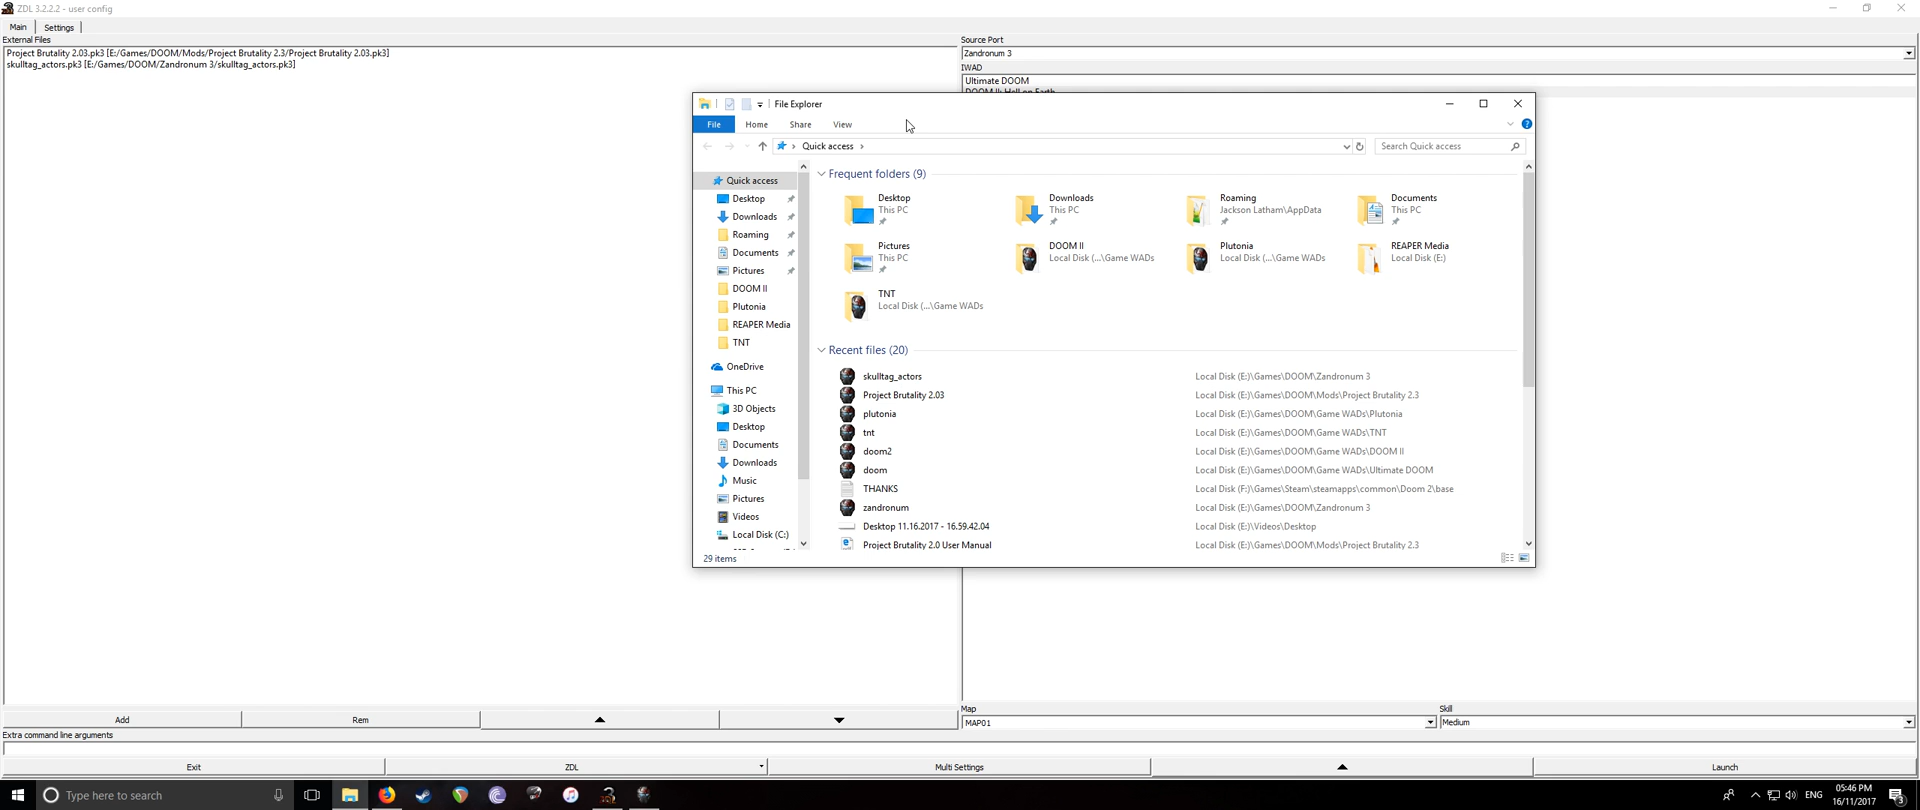 ZDL 3.2.2.2 - user config
Main
Settings
External Files
Project Brutality 2.03.pk3 [E:/Games/DOOM/Mods/Project Brutality 2.3/Project Brutality 2.03.pk3]
skulltag_actors.pk3 [E:/Games/DOOM/Zandronum 3/skulltag_actors.pk3]
Source Port
Zandronum 3
IWAD
Ultimate DOOM
DOOM II: Hell on Earth
File Explorer
File
Home
Share
View
Quick access
Search Quick access
Quick access
Desktop
Downloads
Roaming
Documents
Pictures
DOOM II
Plutonia
REAPER Media
TNT
OneDrive
This PC
3D Objects
Desktop
Documents
Downloads
Music
Pictures
Videos
Local Disk (C:)
Frequent folders (9)
Desktop
This PC
Downloads
This PC
Roaming
Jackson Latham\AppData
Documents
This PC
Pictures
This PC
DOOM II
Local Disk (...\Game WADs
Plutonia
Local Disk (...\Game WADs
REAPER Media
Local Disk (E:)
TNT
Local Disk (...\Game WADs
Recent files (20)
skulltag_actors Local Disk (E:)\Games\DOOM\Zandronum 3
Project Brutality 2.03 Local Disk (E:)\Games\DOOM\Mods\Project Brutality 2.3
plutonia Local Disk (E:)\Games\DOOM\Game WADs\Plutonia
tnt Local Disk (E:)\Games\DOOM\Game WADs\TNT
doom2 Local Disk (E:)\Games\DOOM\Game WADs\DOOM II
doom Local Disk (E:)\Games\DOOM\Game WADs\Ultimate DOOM
THANKS Local Disk (F:)\Games\Steam\steamapps\common\Doom 2\base
zandronum Local Disk (E:)\Games\DOOM\Zandronum 3
Desktop 11.16.2017 - 16.59.42.04 Local Disk (E:)\Videos\Desktop
Project Brutality 2.0 User Manual Local Disk (E:)\Games\DOOM\Mods\Project Brutality 2.3
29 items
Add
Rem
Map
MAP01
Skill
Medium
Extra command line arguments
Exit
ZDL
Multi Settings
Launch
Type here to search
ENG
05:46 PM
16/11/2017
3